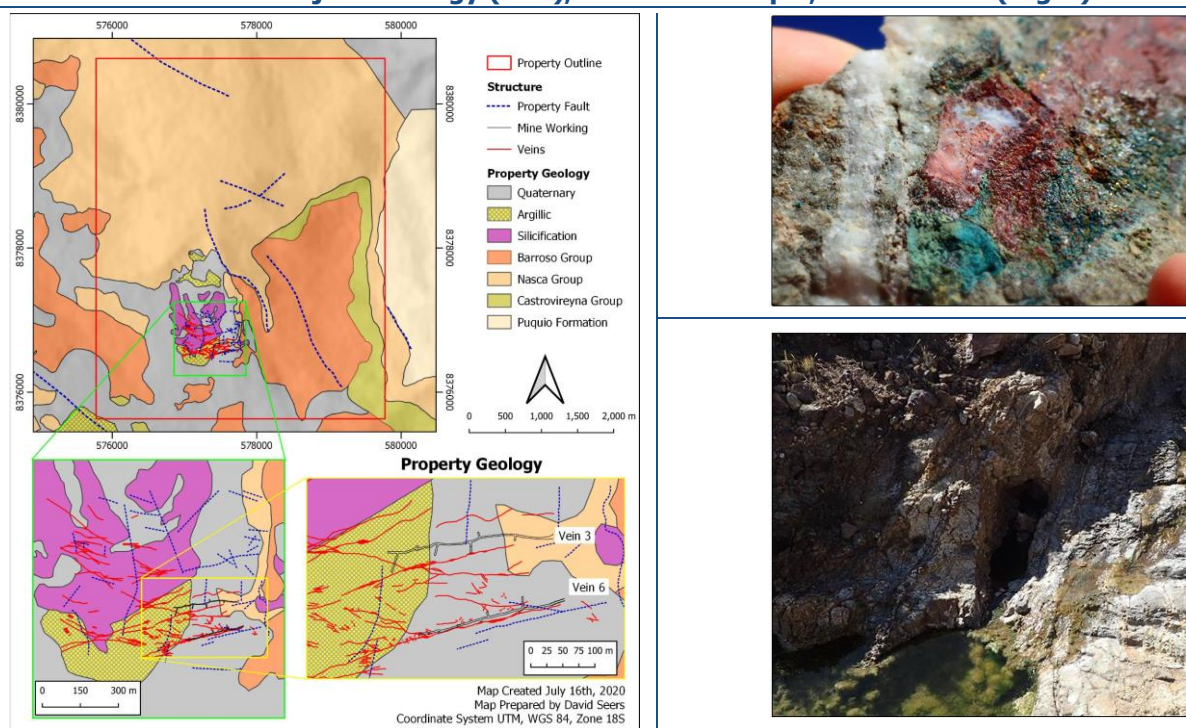 576000
578000
580000
8380000
8378000
8376000
8380000
8378000
8376000
576000
578000
580000
Property Outline
Structure
Property Fault
Mine Working
Veins
Property Geology
Quaternary
Argillic
Silicification
Barroso Group
Nasca Group
Castrovireyna Group
Puquio Formation
0 500 1,000 1,500 2,000 m
Property Geology
Vein 3
Vein 6
0 150 300 m
0 25 50 75 100 m
Map Created July 16th, 2020
Map Prepared by David Seers
Coordinate System UTM, WGS 84, Zone 18S